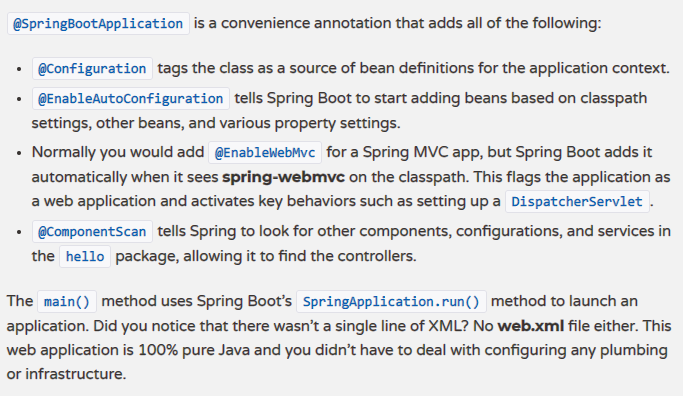 @SpringBootApplication is a convenience annotation that adds all of the following:
• @Configuration tags the class as a source of bean definitions for the application context.
• @EnableAutoConfiguration tells Spring Boot to start adding beans based on classpath
settings, other beans, and various property settings.
• Normally you would add @EnableWebMvc for a Spring MVC app, but Spring Boot adds it
automatically when it sees spring-webmvc on the classpath. This flags the application as
a web application and activates key behaviors such as setting up a DispatcherServlet.
• @ComponentScan tells Spring to look for other components, configurations, and services in
the hello package, allowing it to find the controllers.
The main() method uses Spring Boot’s SpringApplication.run() method to launch an
application. Did you notice that there wasn’t a single line of XML? No web.xml file either. This
web application is 100% pure Java and you didn’t have to deal with configuring any plumbing
or infrastructure.